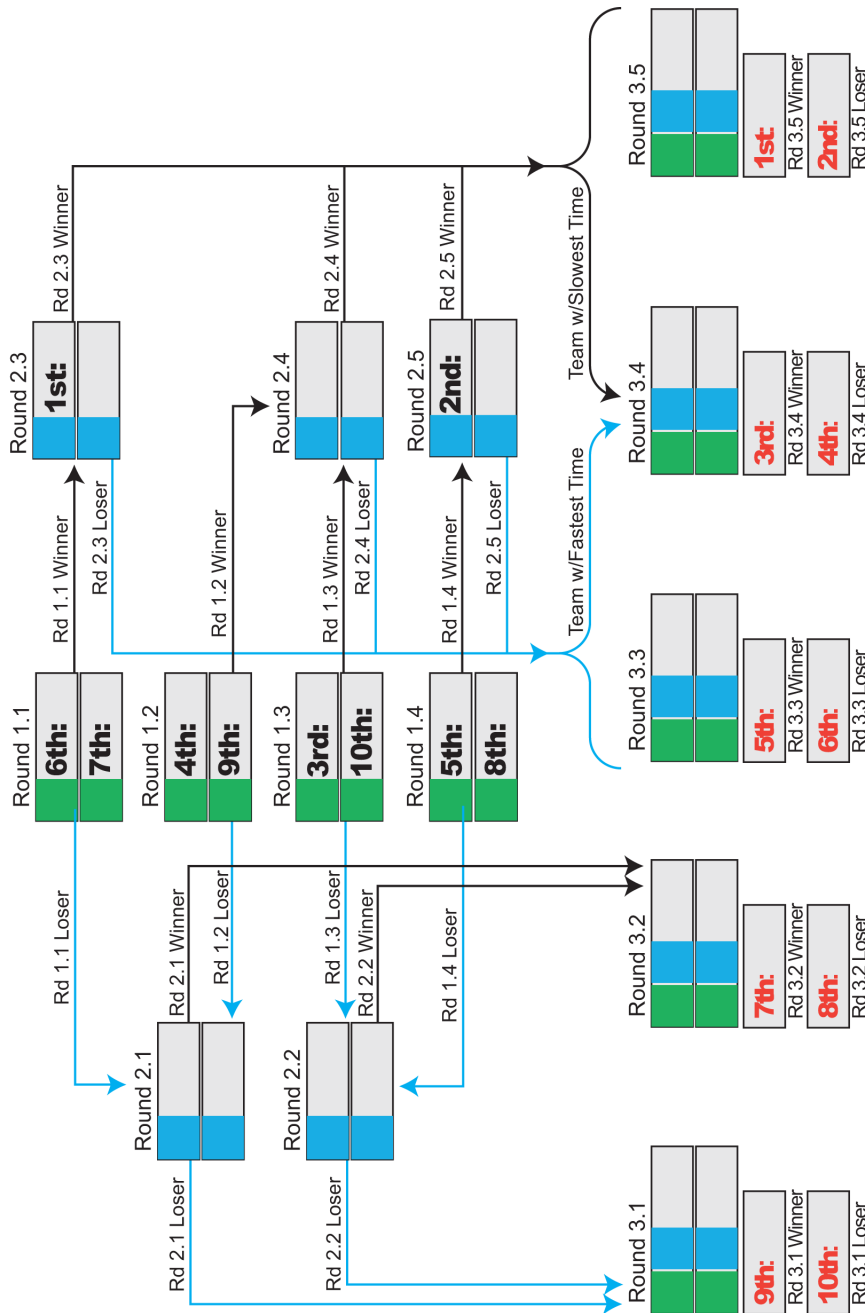 Round 1.1
6th:
7th:
Round 1.2
4th:
9th:
Round 1.3
3rd:
10th:
Round 1.4
5th:
8th:
Rd 1.1 Winner
Rd 1.2 Winner
Rd 1.3 Winner
Rd 1.4 Winner
Rd 1.1 Loser
Rd 1.2 Loser
Rd 1.3 Loser
Rd 1.4 Loser
Round 2.1
Round 2.2
Rd 2.1 Winner
Rd 2.2 Winner
Rd 2.1 Loser
Rd 2.2 Loser
Round 2.3
1st:
Round 2.4
Round 2.5
2nd:
Rd 2.3 Winner
Rd 2.4 Winner
Rd 2.5 Winner
Rd 2.3 Loser
Rd 2.4 Loser
Rd 2.5 Loser
Team w/Fastest Time
Team w/Slowest Time
Round 3.1
9th:
Rd 3.1 Winner
10th:
Rd 3.1 Loser
Round 3.2
7th:
Rd 3.2 Winner
8th:
Rd 3.2 Loser
Round 3.3
5th:
Rd 3.3 Winner
6th:
Rd 3.3 Loser
Round 3.4
3rd:
Rd 3.4 Winner
4th:
Rd 3.4 Loser
Round 3.5
1st:
Rd 3.5 Winner
2nd:
Rd 3.5 Loser